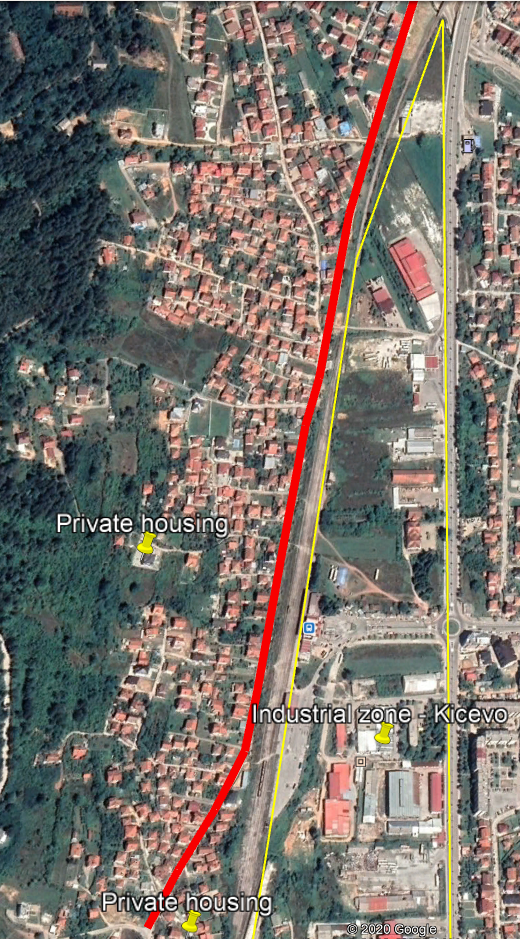 Private housing
Industrial zone - Kicevo
Private housing
© 2020 Google